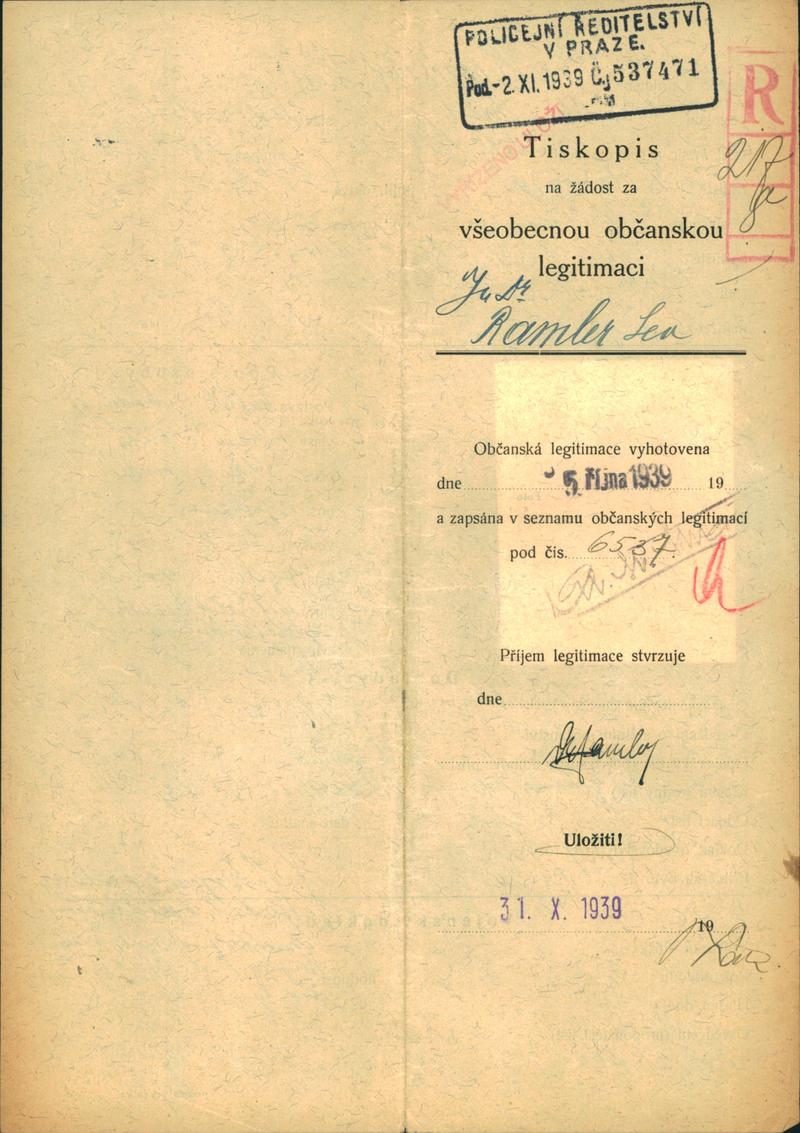 POLICEJNÍ ŘEDITELSTVÍ
V PRAZE.
Pod. -2. XI. 1939 Čj 537471
R
217
Tiskopis
na žádost za
všeobecnou občanskou
legitimaci
JuDr
Ramler Leo
Občanská legitimace vyhotovena
dne 5. října 1939 19
a zapsána v seznamu občanských legitimací
pod čís. 6537.
Příjem legitimace stvrzuje
dne
Uložiti!
31. X. 1939
19